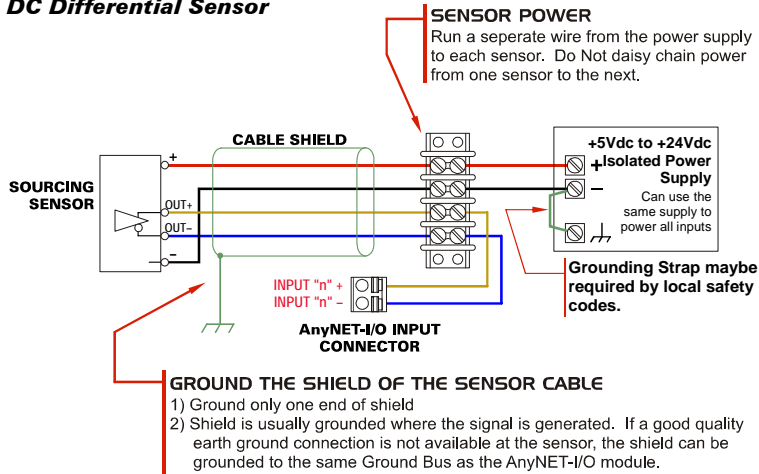 DC Differential Sensor
SENSOR POWER
Run a seperate wire from the power supply
to each sensor. Do Not daisy chain power
from one sensor to the next.
CABLE SHIELD
+5Vdc to +24Vdc
Isolated Power
Supply
Can use the
same supply to
power all inputs
+
–
SOURCING
SENSOR
+
OUT+
OUT–
–
INPUT "n" +
INPUT "n" –
AnyNET-I/O INPUT
CONNECTOR
Grounding Strap maybe
required by local safety
codes.
GROUND THE SHIELD OF THE SENSOR CABLE
1) Ground only one end of shield
2) Shield is usually grounded where the signal is generated. If a good quality
earth ground connection is not available at the sensor, the shield can be
grounded to the same Ground Bus as the AnyNET-I/O module.